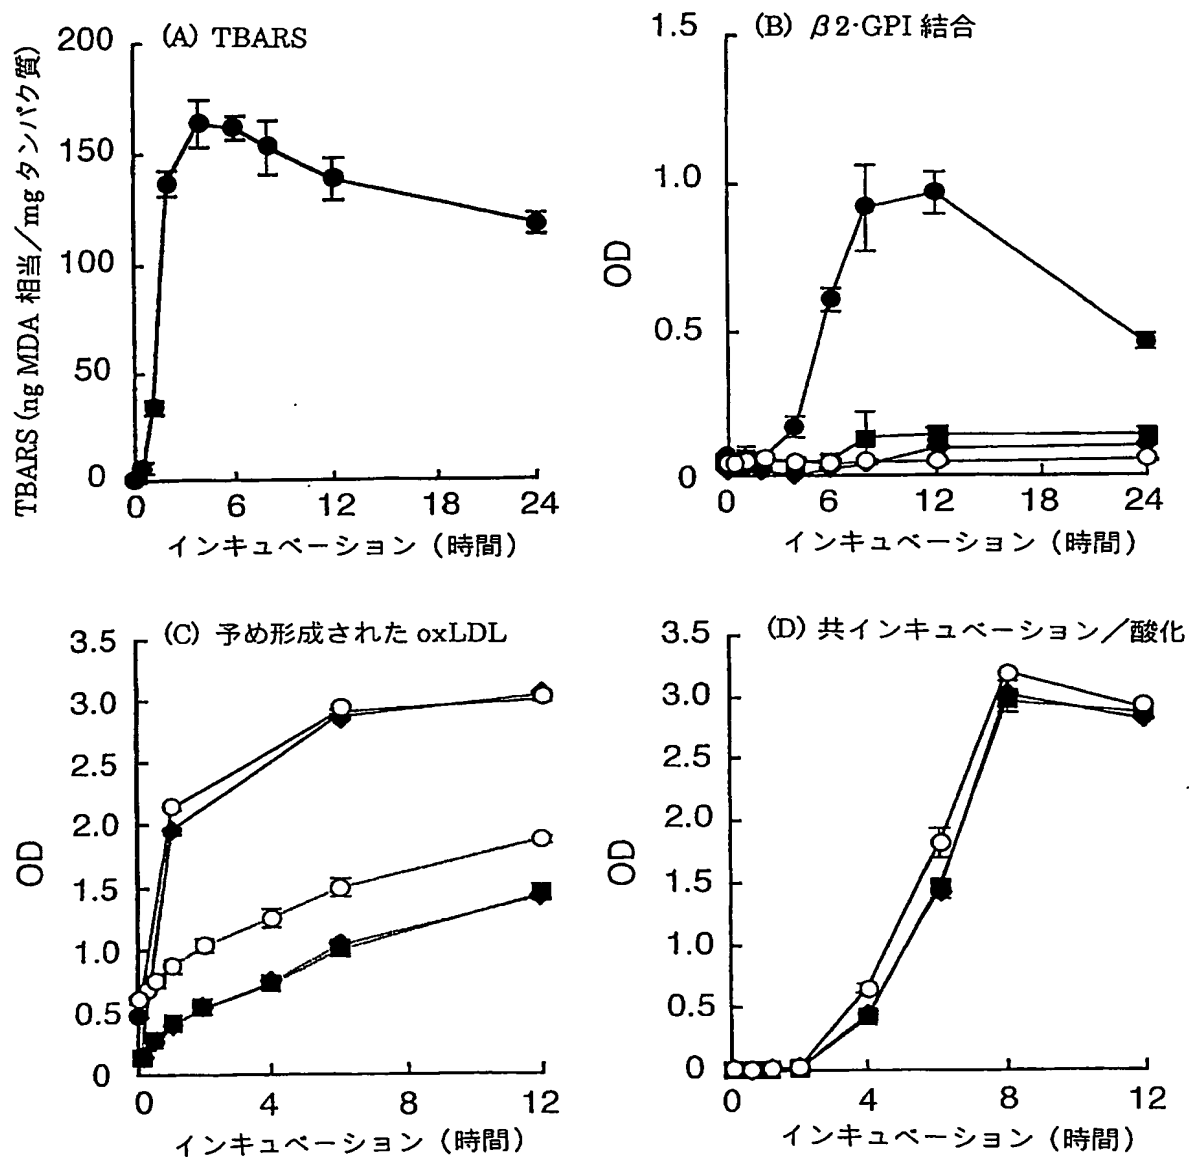 (A) TBARS
200
150
100
50
0
0 6 12 18 24
TBARS (ng MDA 相当/mg タンパク質)
インキュベーション (時間)
(B) β2·GPI 結合
1.5
1.0
0.5
0
0 6 12 18 24
OD
インキュベーション (時間)
(C) 予め形成された oxLDL
3.5
3.0
2.5
2.0
1.5
1.0
0.5
0
0 4 8 12
OD
インキュベーション (時間)
(D) 共インキュベーション/酸化
3.5
3.0
2.5
2.0
1.5
1.0
0.5
0
0 4 8 12
OD
インキュベーション (時間)